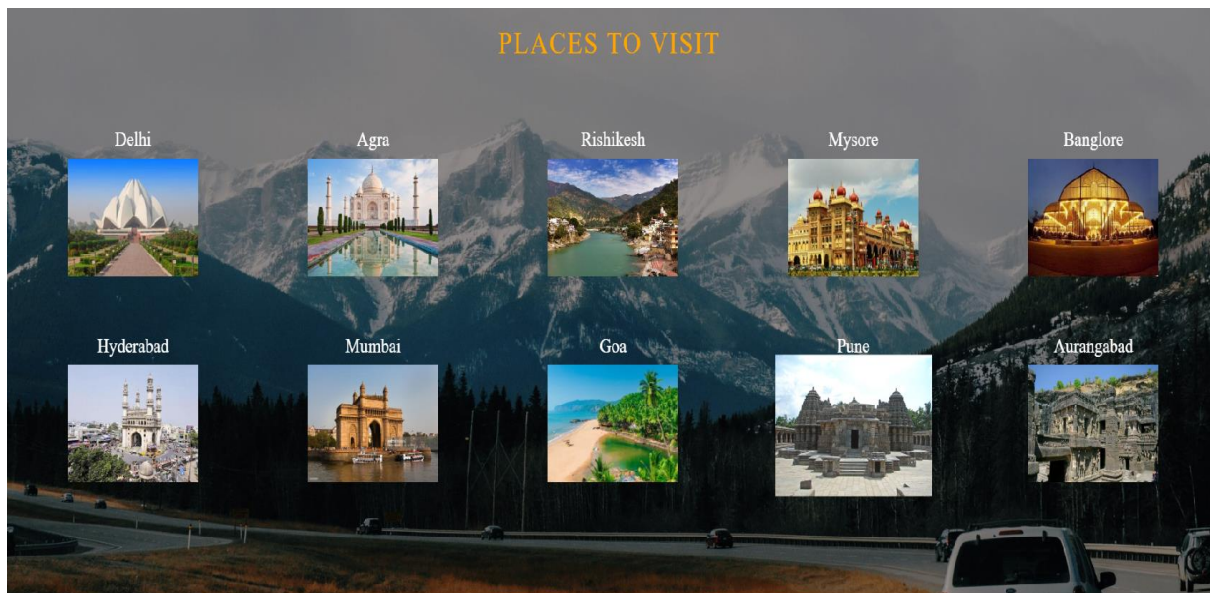 PLACES TO VISIT
Delhi Agra Rishikesh Mysore Banglore
Hyderabad Mumbai Goa Pune Aurangabad